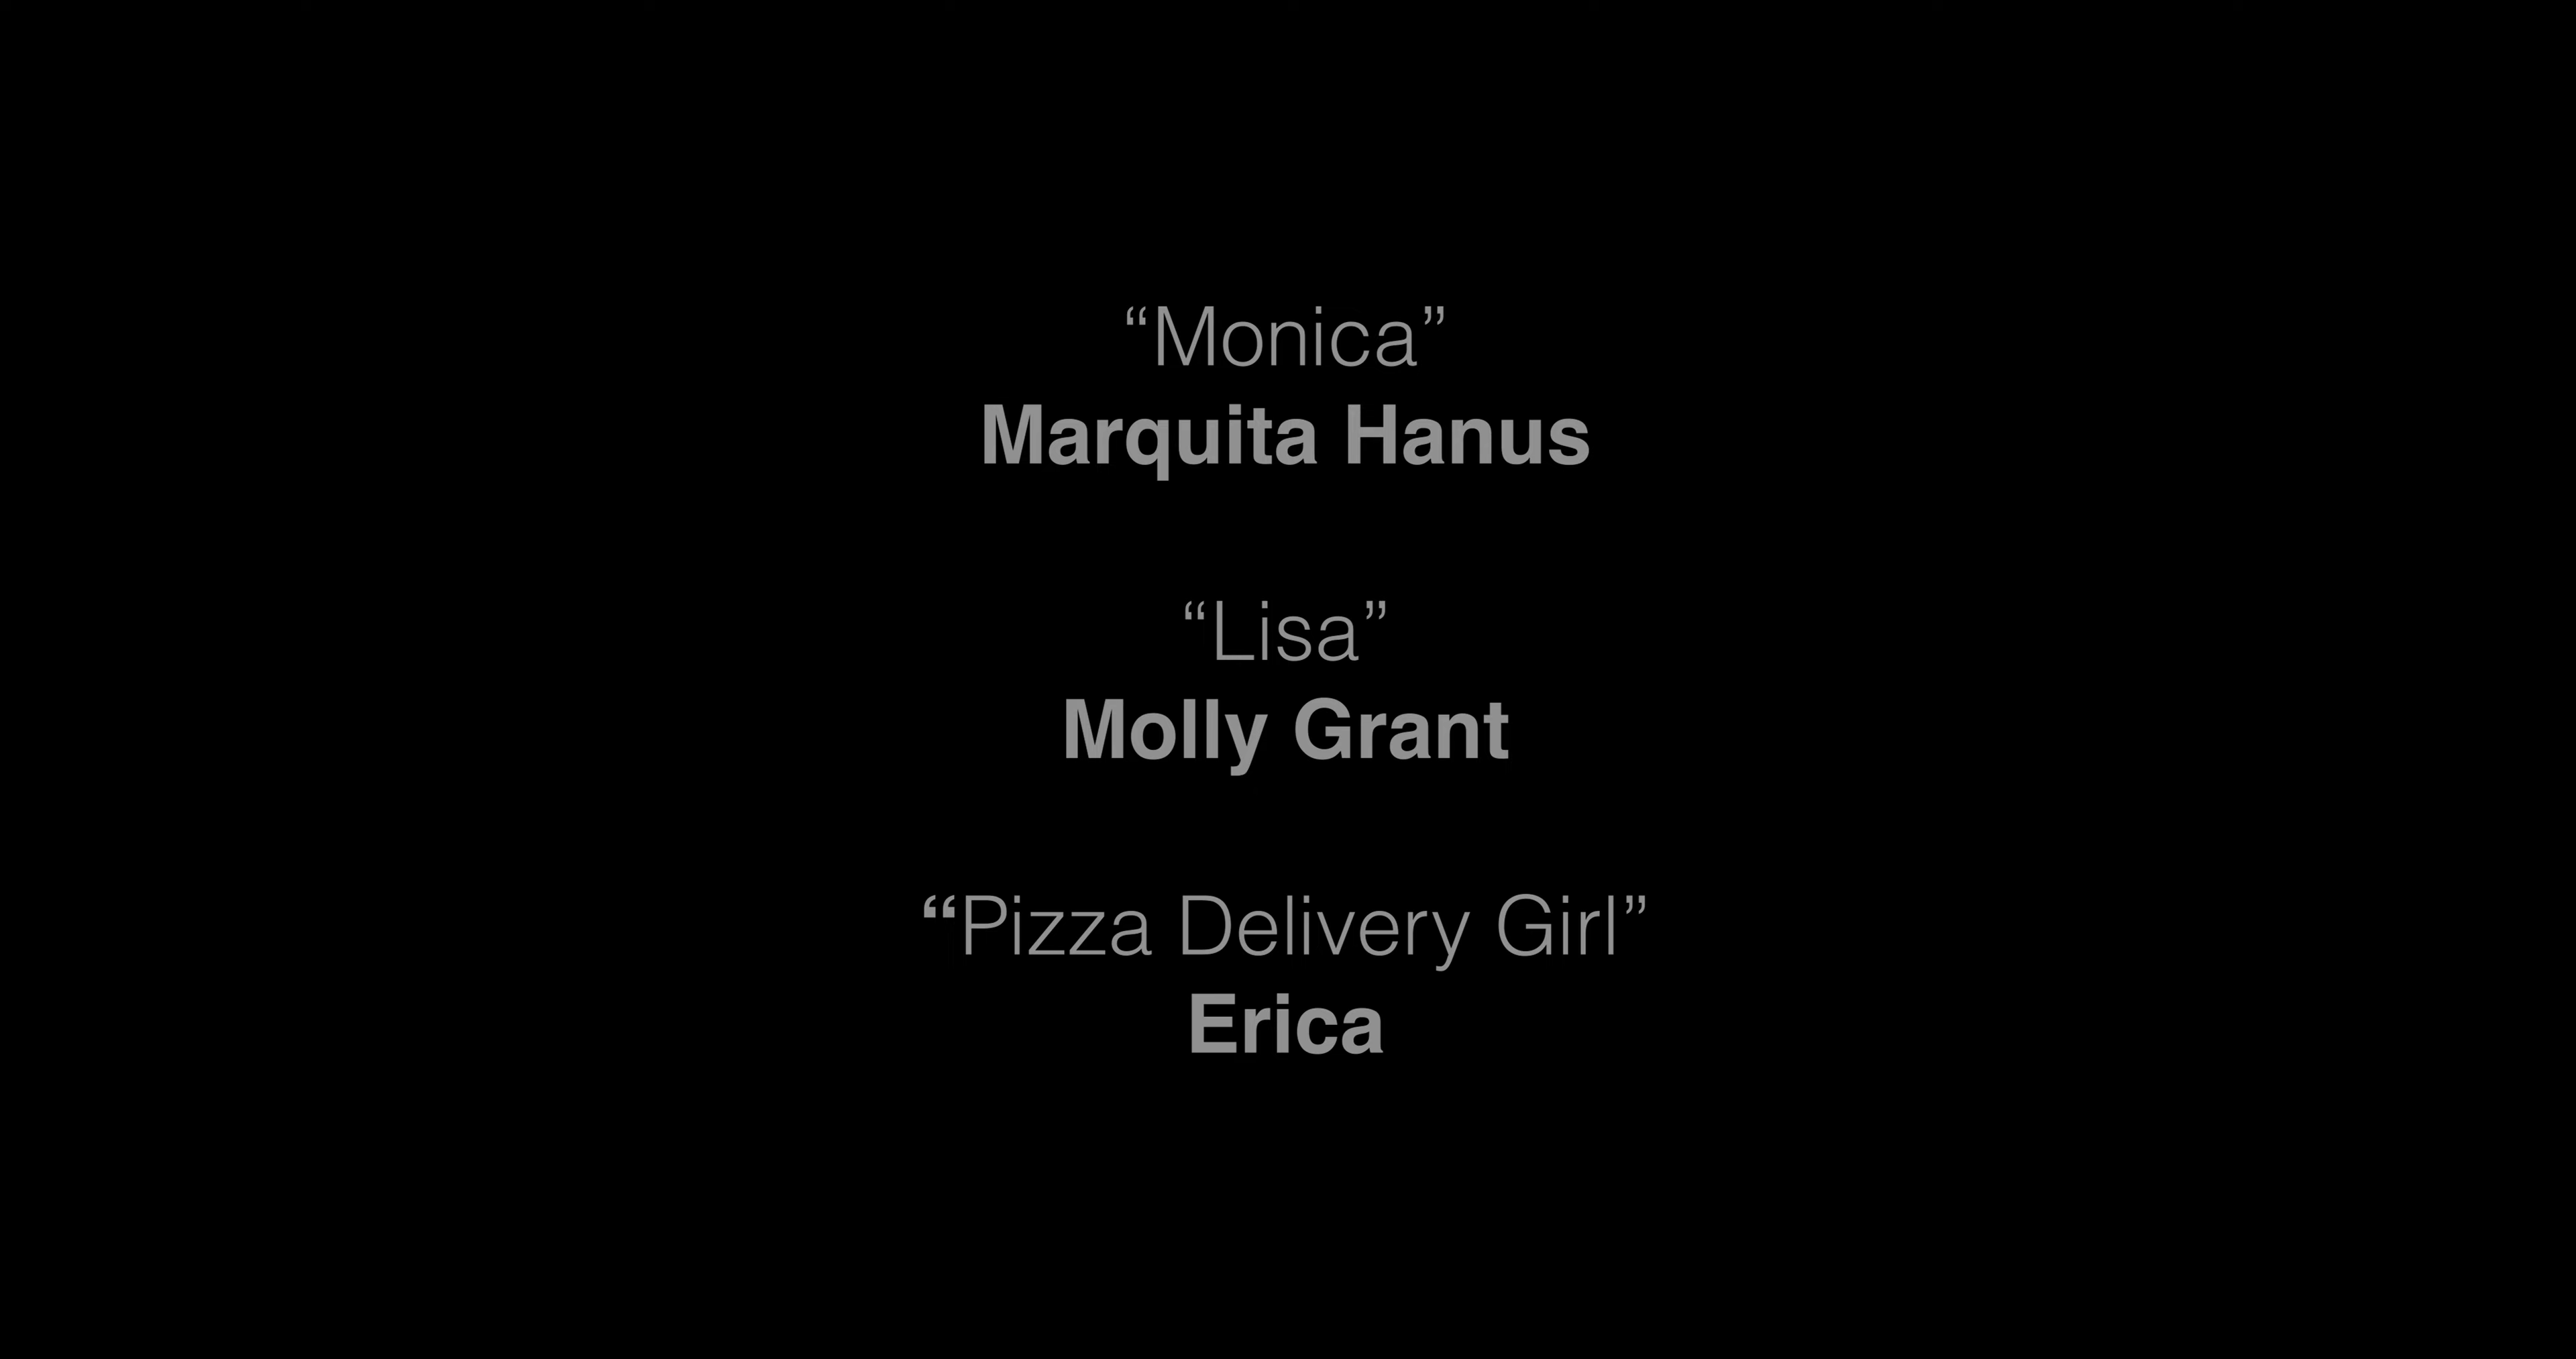 “Monica”
Marquita Hanus
“Lisa”
Molly Grant
“Pizza Delivery Girl”
Erica